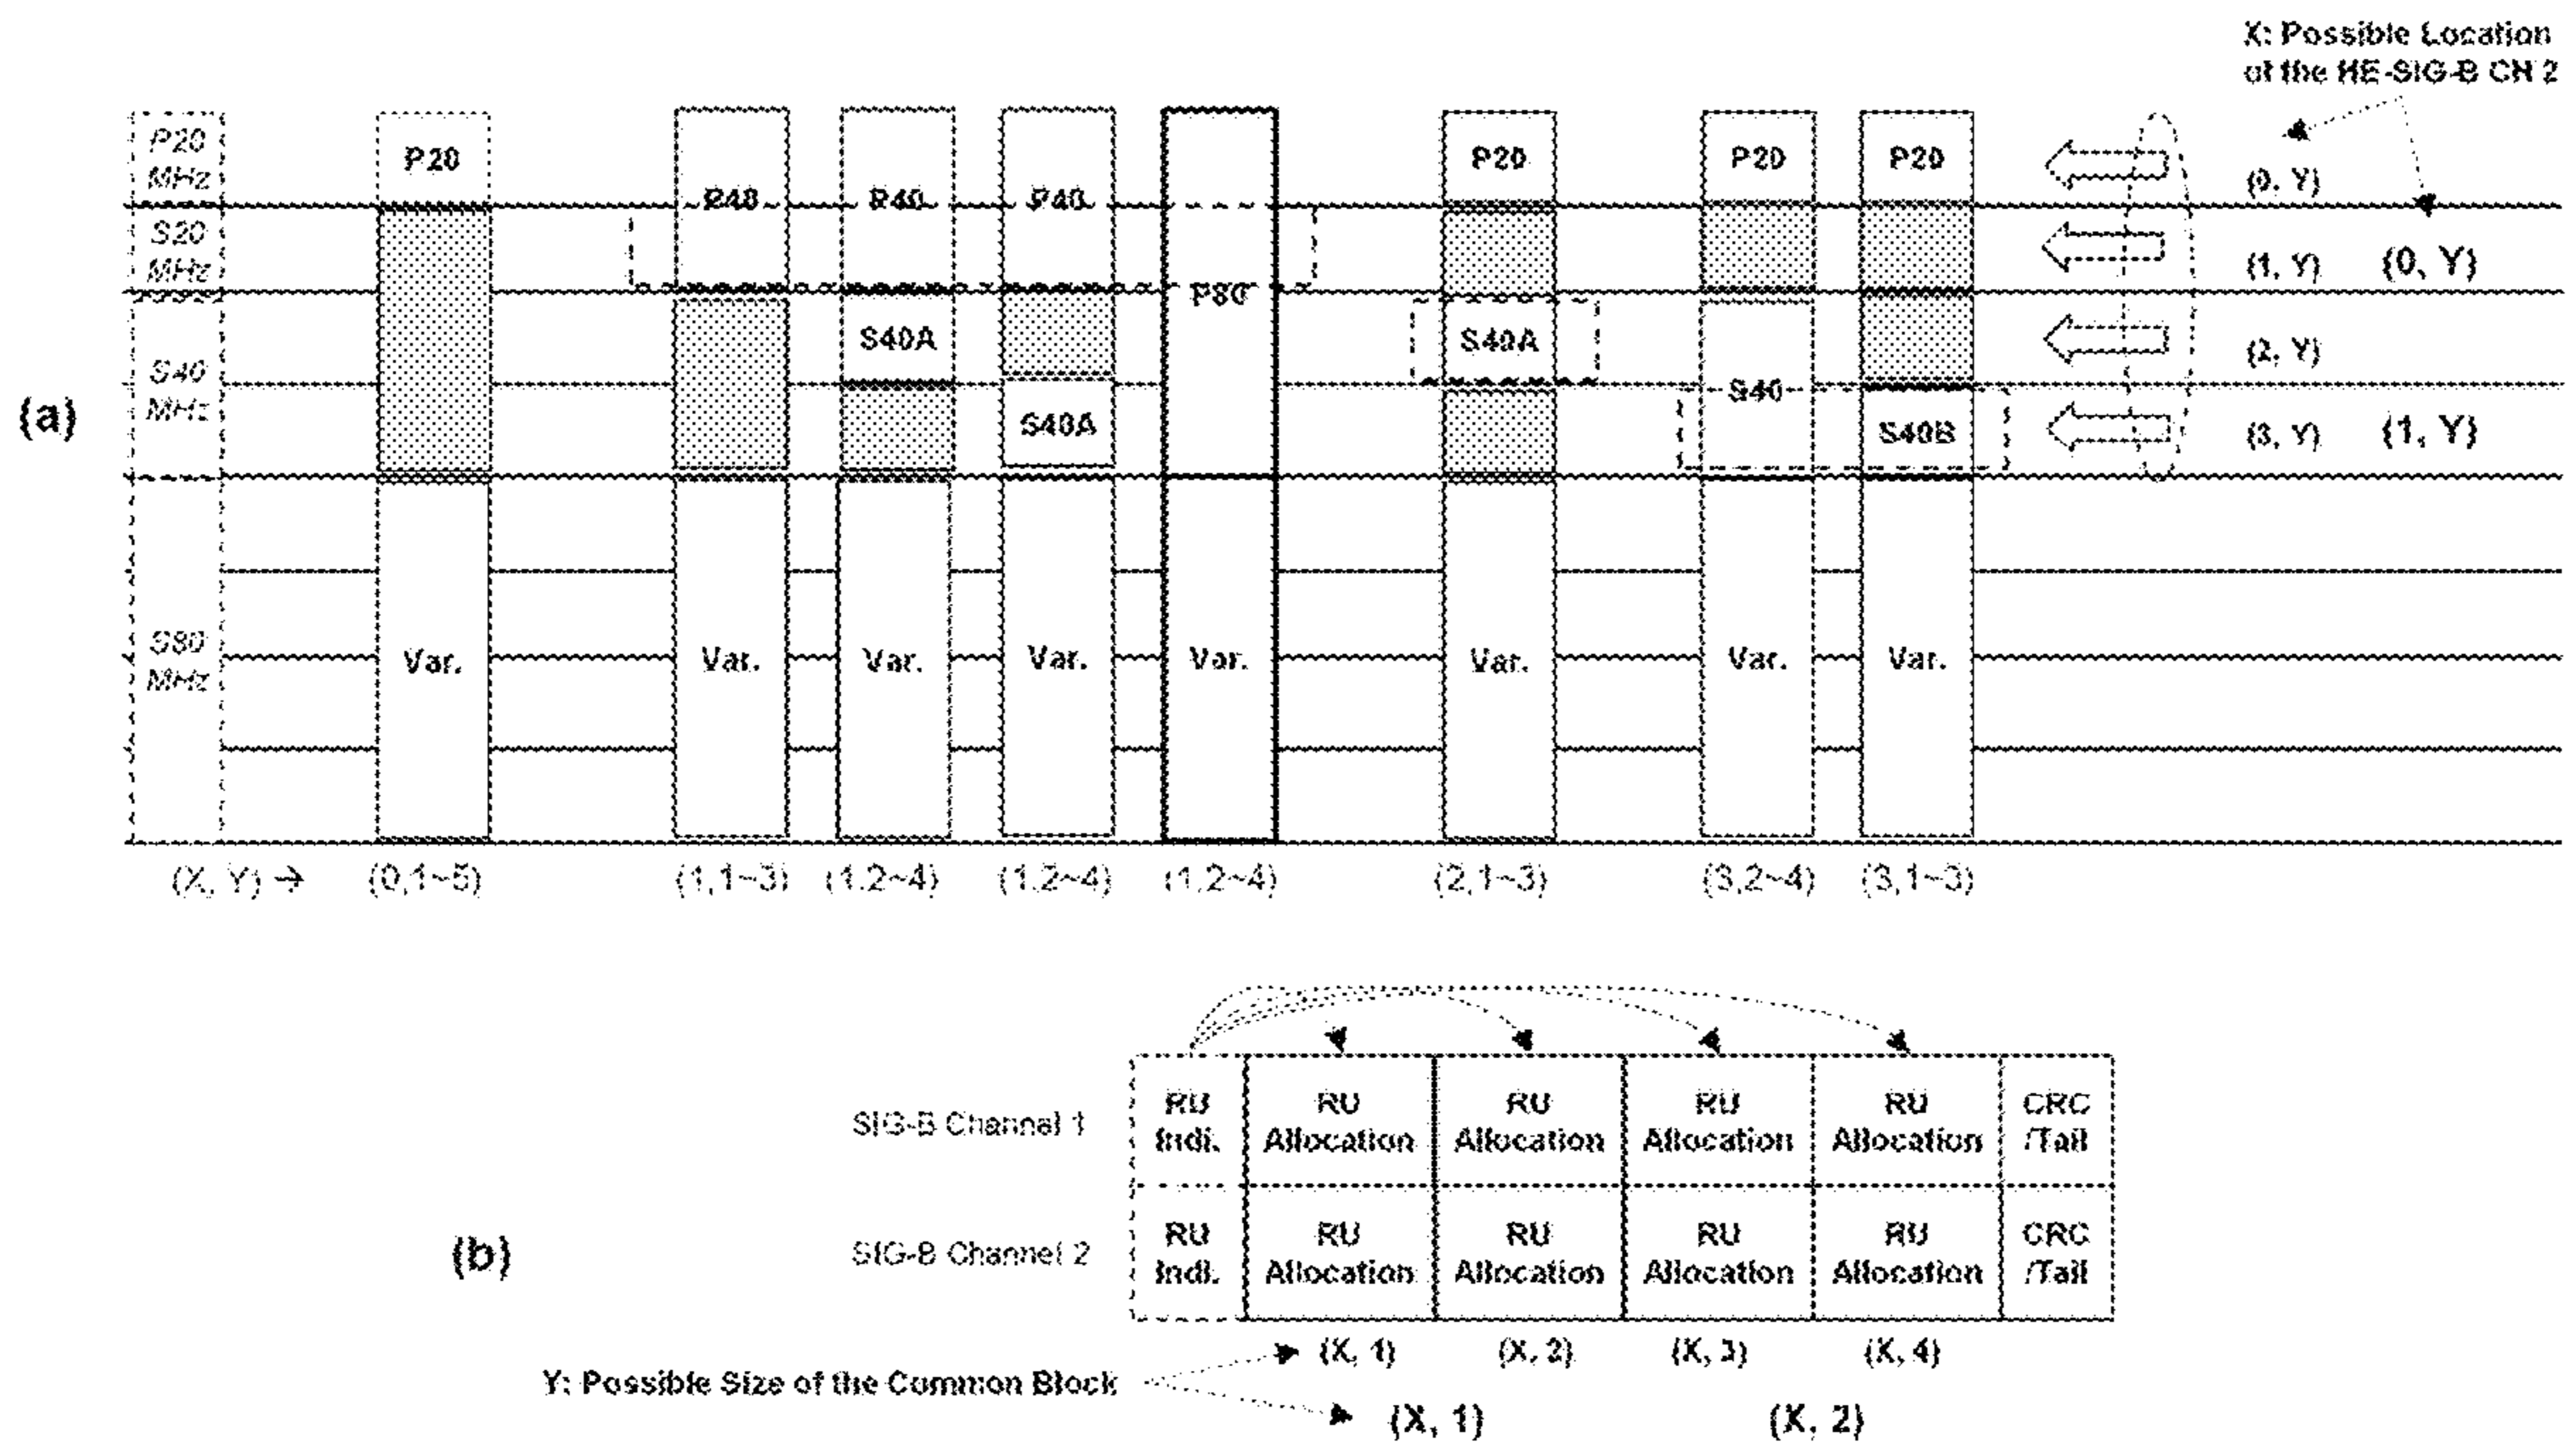 X: Possible Location
of the HE-SIG-B CH 2
P20 MHz
P20
P40
P40
P40
P20
P20
P20
(0, Y)
S20 MHz
P80
(1, Y) (0, Y)
(a)
S40 MHz
S40A
S40A
(2, Y)
S40
S40A
S40B
(3, Y) (1, Y)
S80 MHz
Var.
Var.
Var.
Var.
Var.
Var.
Var.
Var.
(X, Y) → (0,1~5) (1,1~3) (1,2~4) (1,2~4) (1,2~4) (2,1~3) (3,2~4) (3,1~3)
(b)
SIG-B Channel 1
RU Indi.
RU Allocation
RU Allocation
RU Allocation
RU Allocation
CRC /Tail
SIG-B Channel 2
RU Indi.
RU Allocation
RU Allocation
RU Allocation
RU Allocation
CRC /Tail
(X, 1) (X, 2) (X, 3) (X, 4)
Y: Possible Size of the Common Block
(X, 1) (X, 2)